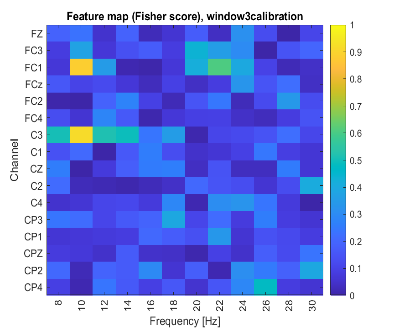 Feature map (Fisher score), window3calibration
FZ
FC3
FC1
FCz
FC2
FC4
C3
C1
CZ
C2
C4
CP3
CP1
CPZ
CP2
CP4
Channel
8 10 12 14 16 18 20 22 24 26 28 30
Frequency [Hz]
1
0.9
0.8
0.7
0.6
0.5
0.4
0.3
0.2
0.1
0